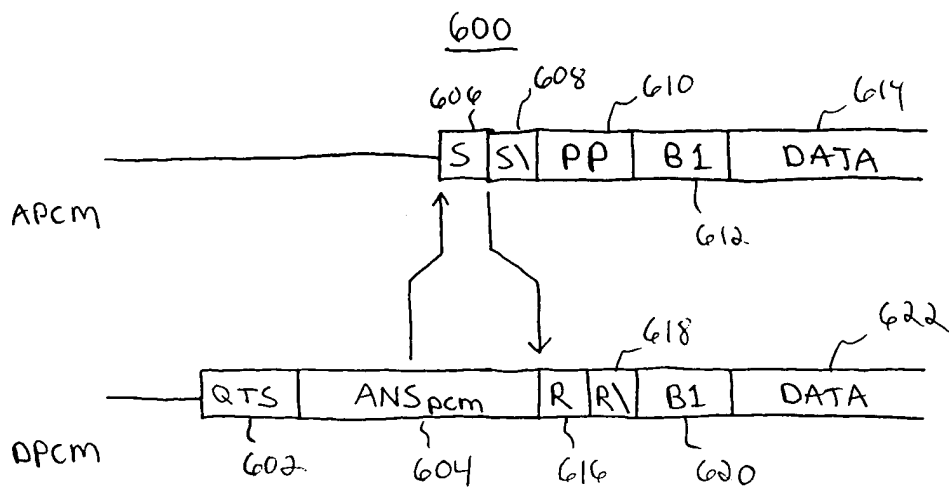 600
606 608 610 614
S S\ PP B1 DATA
APCM
612
618 622
QTS ANSpcm R R\ B1 DATA
DPCM
602 604 616 620